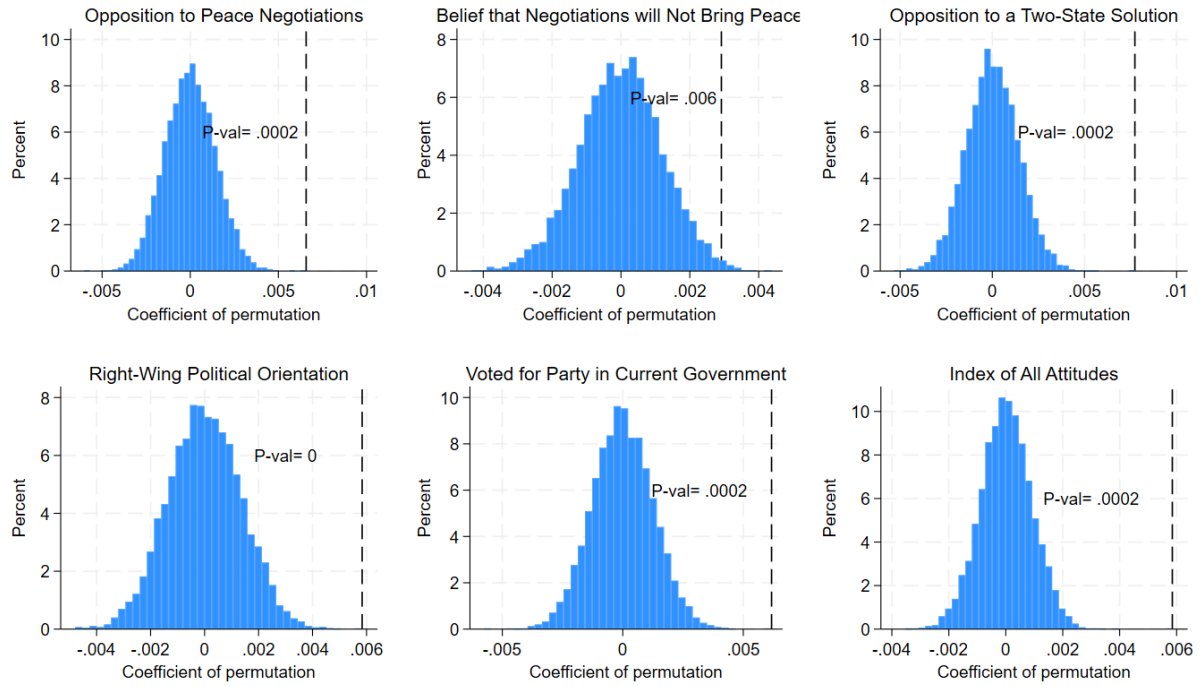 Opposition to Peace Negotiations
Percent
10
8
6
4
2
0
P-val= .0002
-.005 0 .005 .01
Coefficient of permutation
Belief that Negotiations will Not Bring Peace
Percent
8
6
4
2
0
P-val= .006
-.004 -.002 0 .002 .004
Coefficient of permutation
Opposition to a Two-State Solution
Percent
10
8
6
4
2
0
P-val= .0002
-.005 0 .005 .01
Coefficient of permutation
Right-Wing Political Orientation
Percent
8
6
4
2
0
P-val= 0
-.004 -.002 0 .002 .004 .006
Coefficient of permutation
Voted for Party in Current Government
Percent
10
8
6
4
2
0
P-val= .0002
-.005 0 .005
Coefficient of permutation
Index of All Attitudes
Percent
10
8
6
4
2
0
P-val= .0002
-.004 -.002 0 .002 .004 .006
Coefficient of permutation